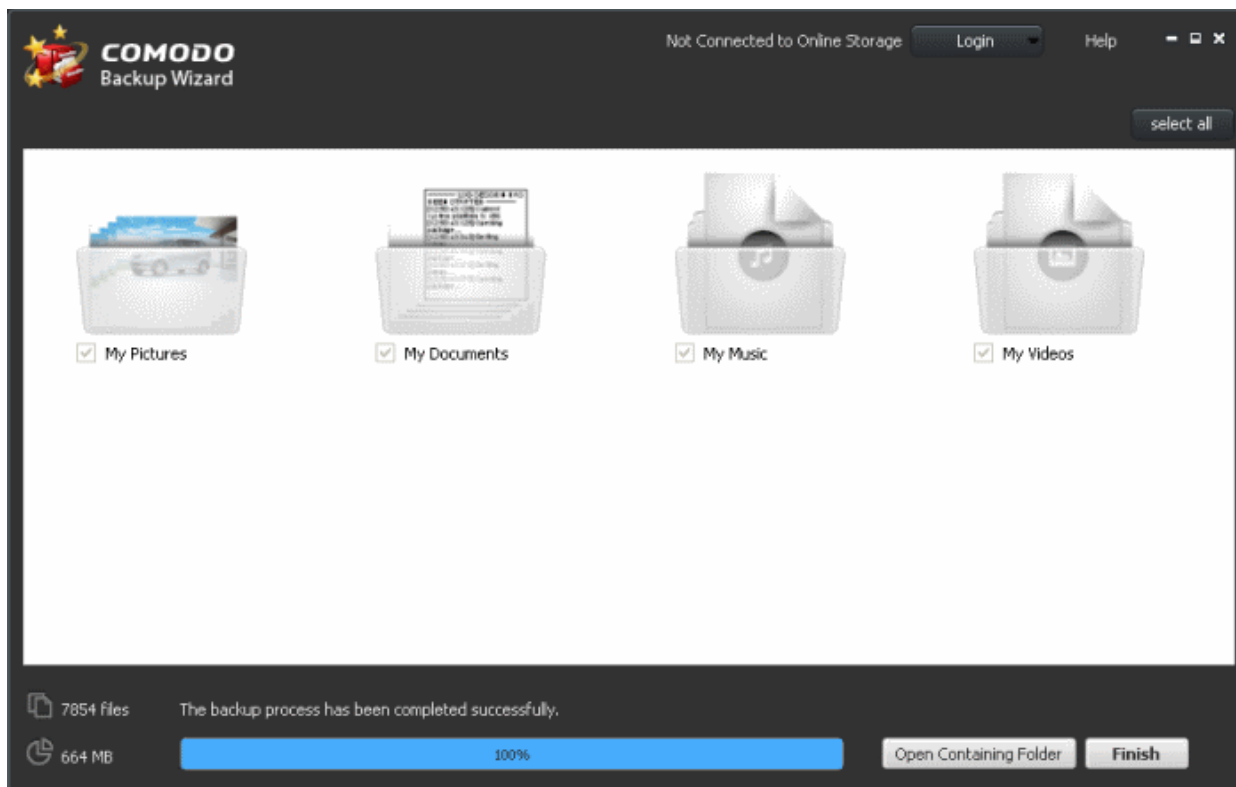 COMODO
Backup Wizard
Not Connected to Online Storage
Login
Help
select all
My Pictures
My Documents
My Music
My Videos
7854 files
The backup process has been completed successfully.
664 MB
100%
Open Containing Folder
Finish